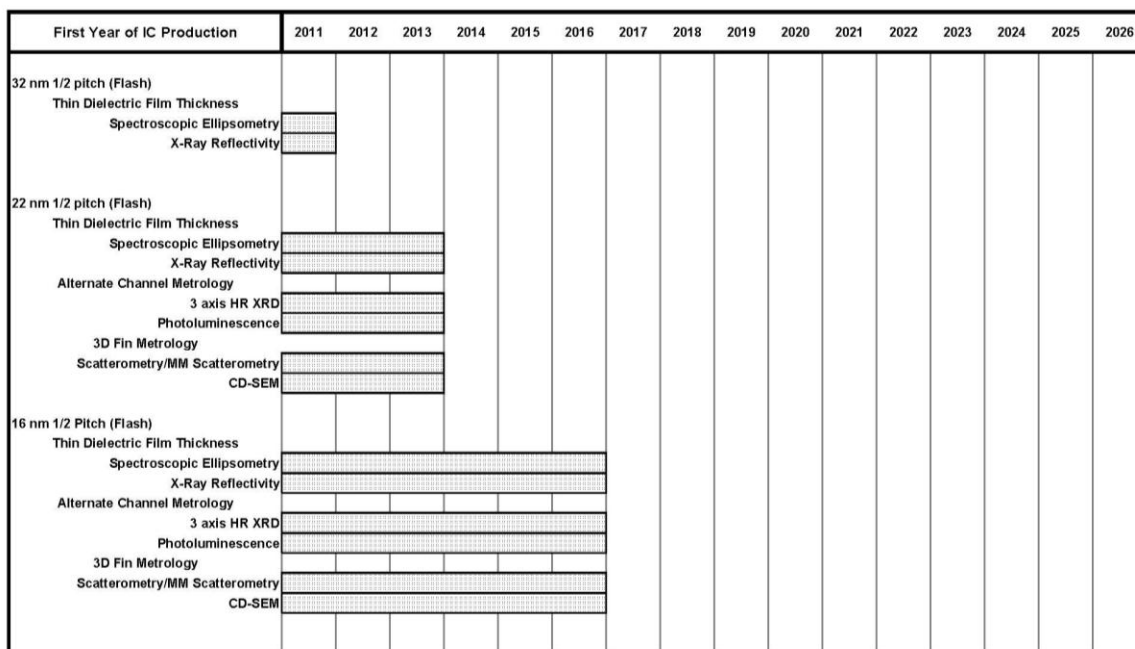 First Year of IC Production 2011 2012 2013 2014 2015 2016 2017 2018 2019 2020 2021 2022 2023 2024 2025 2026
32 nm 1/2 pitch (Flash)
Thin Dielectric Film Thickness
Spectroscopic Ellipsometry
X-Ray Reflectivity
22 nm 1/2 pitch (Flash)
Thin Dielectric Film Thickness
Spectroscopic Ellipsometry
X-Ray Reflectivity
Alternate Channel Metrology
3 axis HR XRD
Photoluminescence
3D Fin Metrology
Scatterometry/MM Scatterometry
CD-SEM
16 nm 1/2 Pitch (Flash)
Thin Dielectric Film Thickness
Spectroscopic Ellipsometry
X-Ray Reflectivity
Alternate Channel Metrology
3 axis HR XRD
Photoluminescence
3D Fin Metrology
Scatterometry/MM Scatterometry
CD-SEM